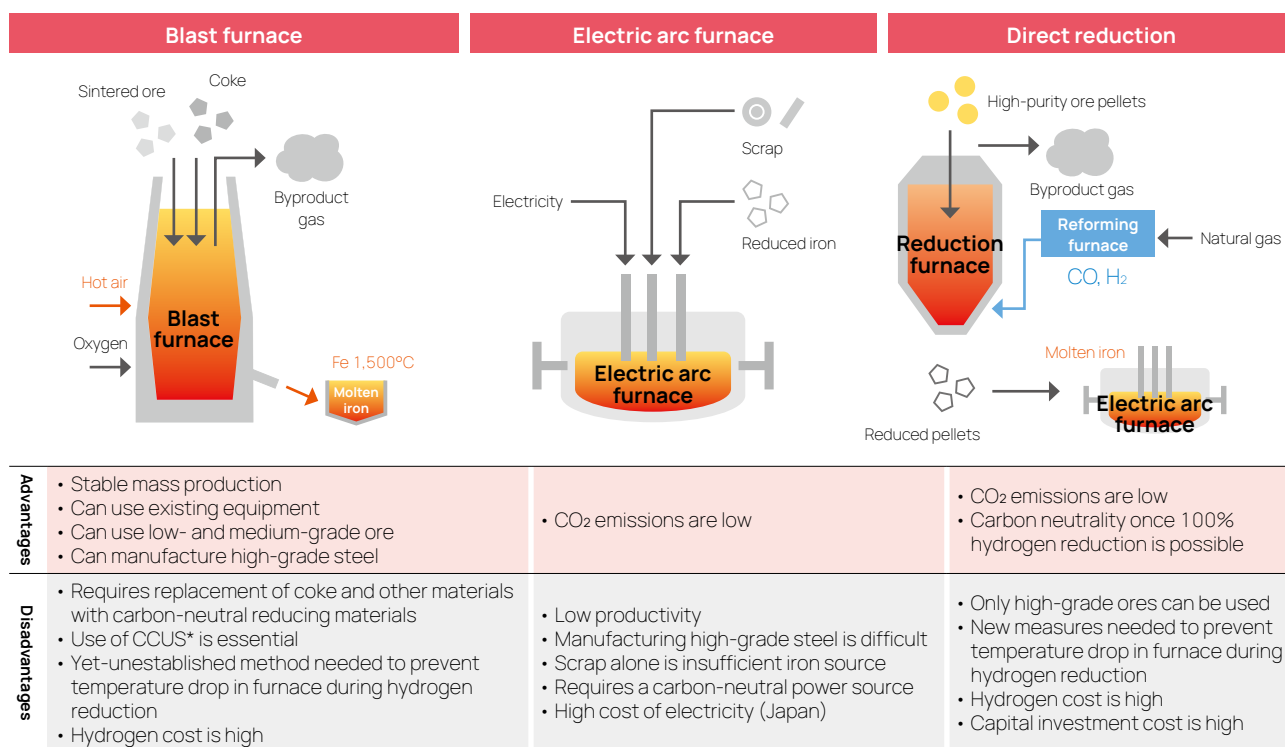 Blast furnace
Sintered ore
Coke
Byproduct
gas
Hot air
Oxygen
Blast
furnace
Fe 1,500°C
Molten
iron
Electric arc furnace
Scrap
Electricity
Reduced iron
Electric arc
furnace
Direct reduction
High-purity ore pellets
Byproduct gas
Reduction
furnace
Reforming
furnace
Natural gas
CO, H₂
Molten iron
Reduced pellets
Electric arc
furnace
Advantages
• Stable mass production
• Can use existing equipment
• Can use low- and medium-grade ore
• Can manufacture high-grade steel
• CO₂ emissions are low
• CO₂ emissions are low
• Carbon neutrality once 100%
hydrogen reduction is possible
Disadvantages
• Requires replacement of coke and other materials
with carbon-neutral reducing materials
• Use of CCUS* is essential
• Yet-unestablished method needed to prevent
temperature drop in furnace during hydrogen
reduction
• Hydrogen cost is high
• Low productivity
• Manufacturing high-grade steel is difficult
• Scrap alone is insufficient iron source
• Requires a carbon-neutral power source
• High cost of electricity (Japan)
• Only high-grade ores can be used
• New measures needed to prevent
temperature drop in furnace during
hydrogen reduction
• Hydrogen cost is high
• Capital investment cost is high